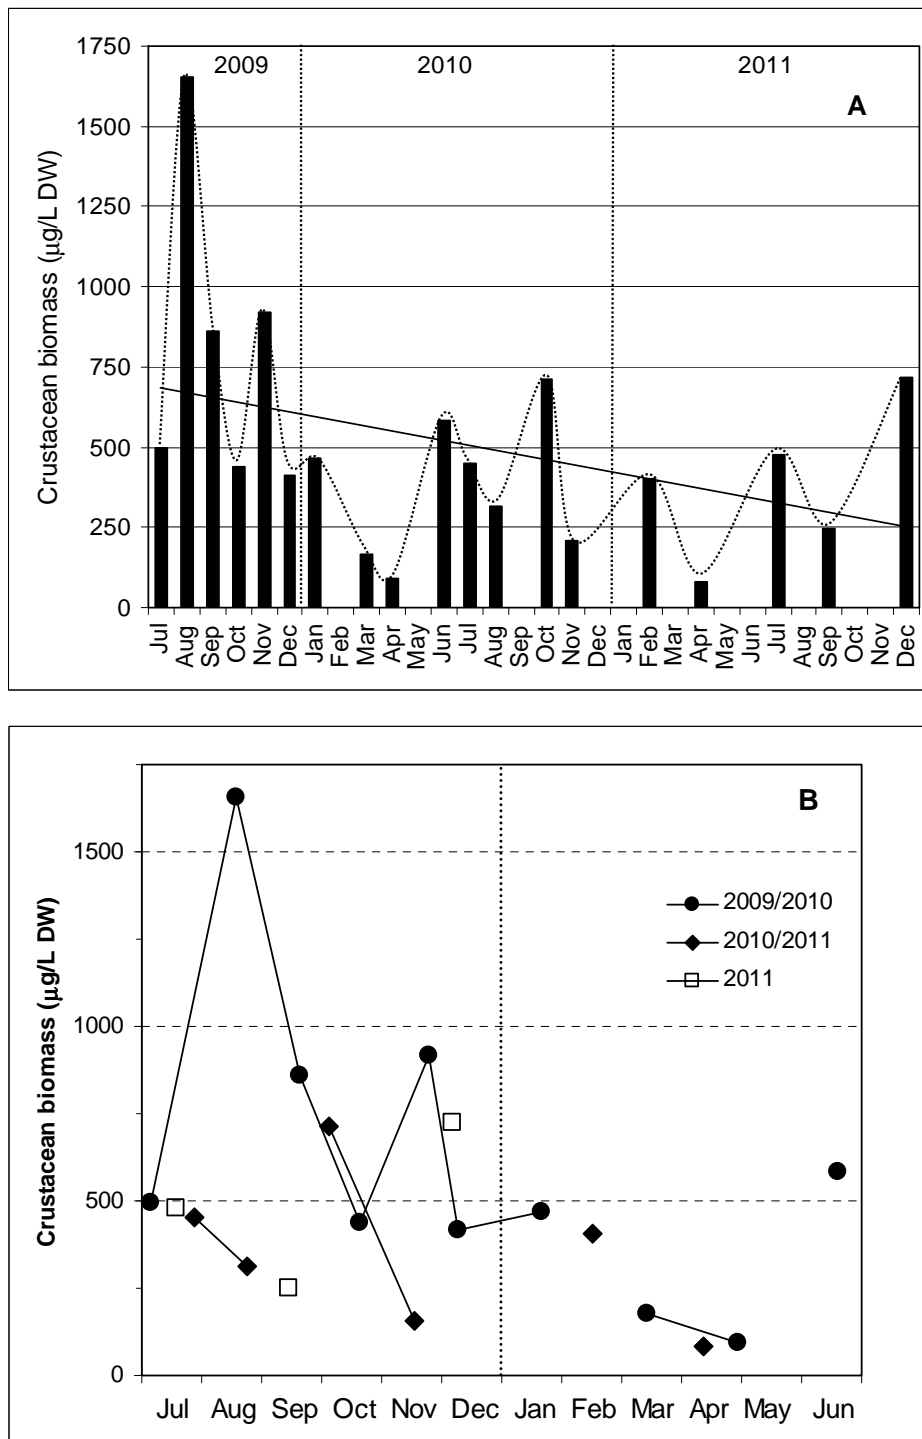 2009 2010 2011
A
Crustacean biomass (µg/L DW)
1750
1500
1250
1000
750
500
250
0
Jul Aug Sep Oct Nov Dec Jan Feb Mar Apr May Jun Jul Aug Sep Oct Nov Dec Jan Feb Mar Apr May Jun Jul Aug Sep Oct Nov Dec
B
Crustacean biomass (µg/L DW)
1500
1000
500
0
2009/2010
2010/2011
2011
Jul Aug Sep Oct Nov Dec Jan Feb Mar Apr May Jun